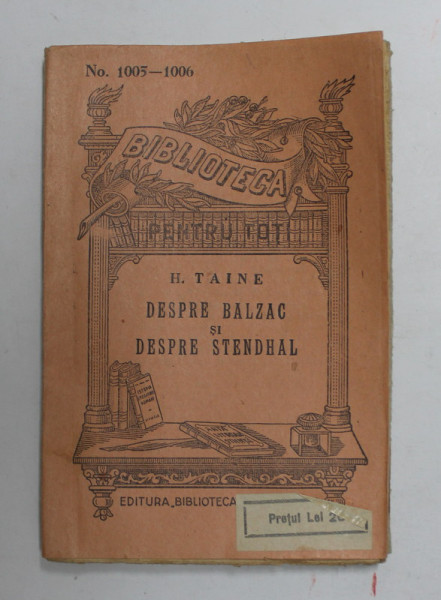 No. 1005—1006
BIBLIOTECA
PENTRU TOȚI
H. TAINE
DESPRE BALZAC
ȘI
DESPRE STENDHAL
EDITURA „BIBLIOTECA
Prețul Lei